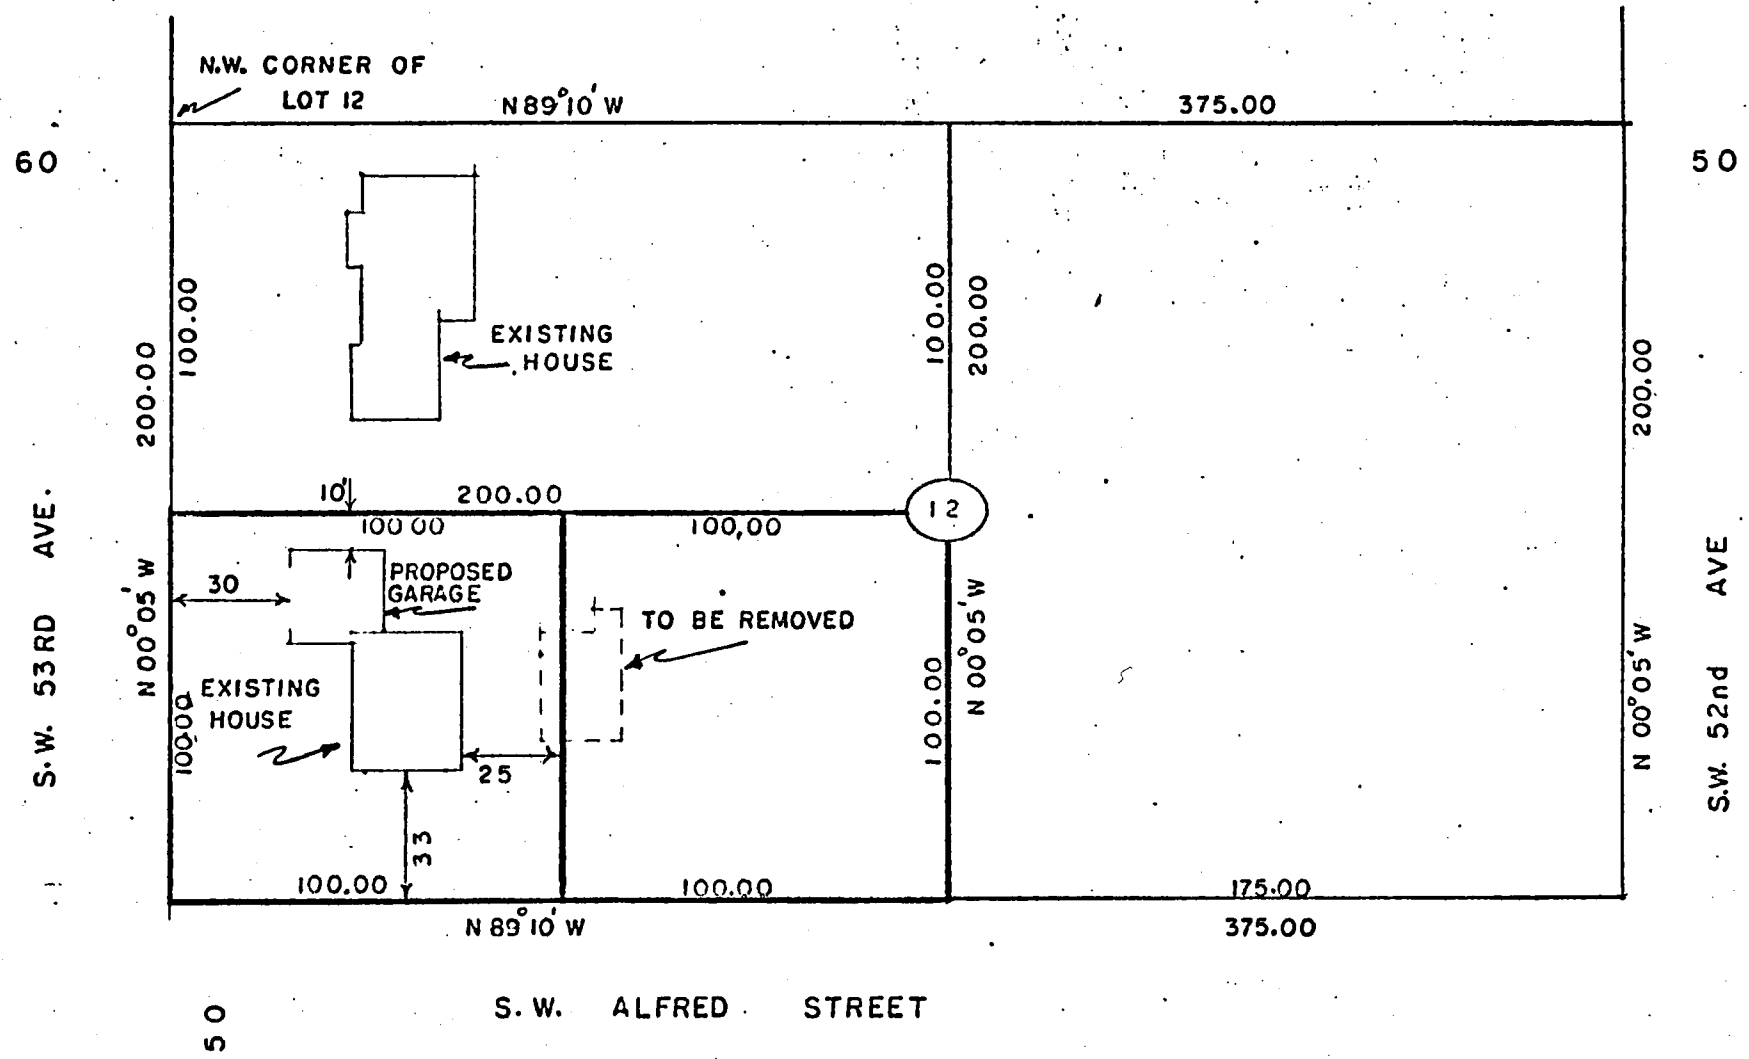 N.W. CORNER OF
LOT 12
N 89°10' W
375.00
60
50
100.00
200.00
EXISTING
HOUSE
100.00
200.00
200.00
10'
200.00
100 00
100,00
12
S.W. 53RD AVE.
N 00°05' W
100.00
30
PROPOSED
GARAGE
TO BE REMOVED
EXISTING
HOUSE
25
33
100.00
N 00°05' W
N 00°05' W
S.W. 52nd AVE
100.00
100.00
175.00
N 89°10' W
375.00
S.W. ALFRED STREET
50